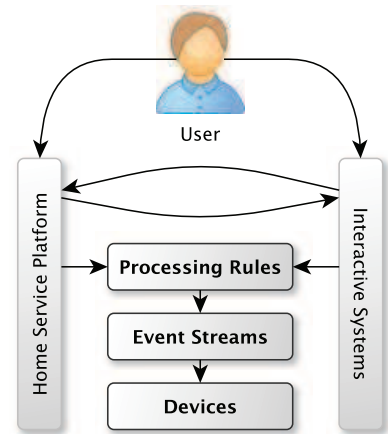 User
Home Service Platform
Interactive Systems
Processing Rules
Event Streams
Devices